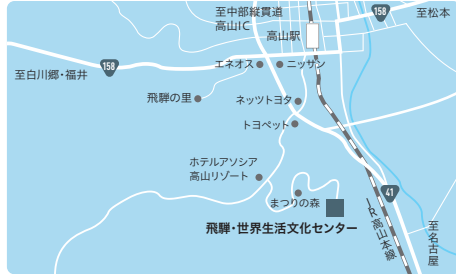 至中部縦貫道
高山IC
158
至松本
高山駅
158
至白川郷・福井
エネオス
ニッサン
飛騨の里
ネッツトヨタ
トヨペット
ホテルアソシア
高山リゾート
まつりの森
41
飛騨・世界生活文化センター
JR高山本線
至名古屋